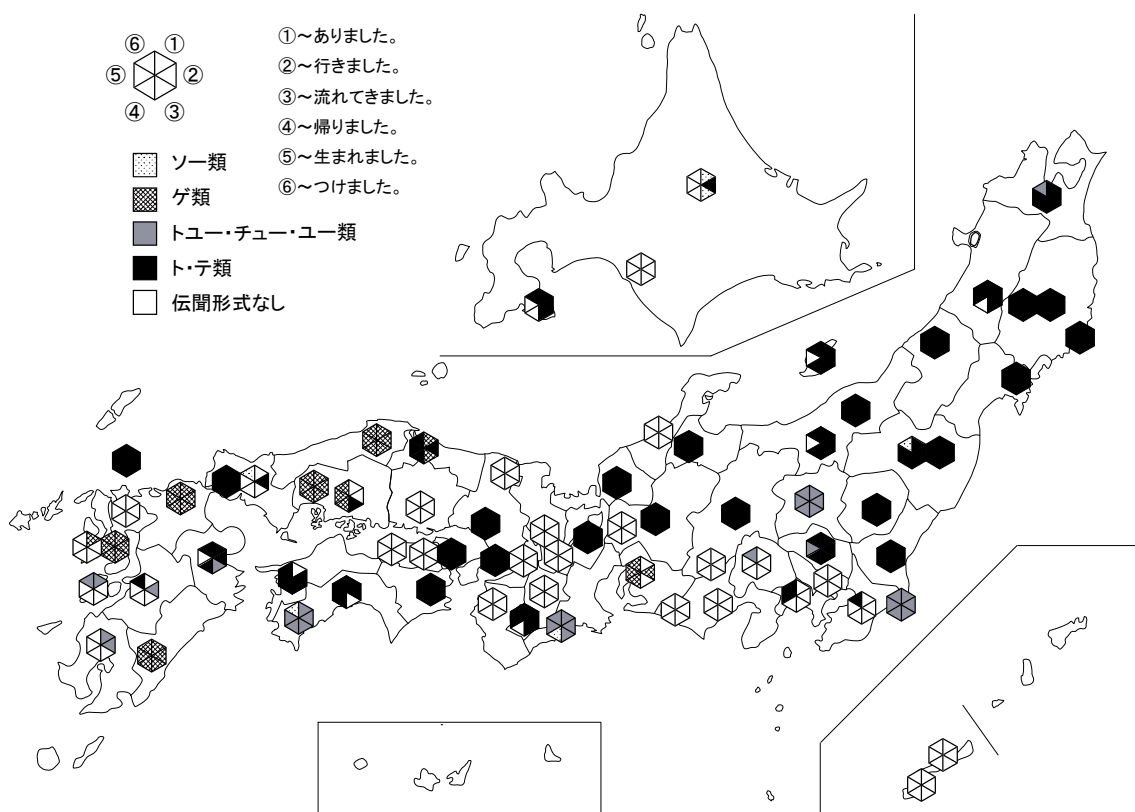 ⑥ ①
⑤ ②
④ ③
①～ありました。
②～行きました。
③～流れてきました。
④～帰りました。
⑤～生まれました。
⑥～つけました。
ソー類
ゲ類
トユー・チュー・ユー類
ト・テ類
伝聞形式なし